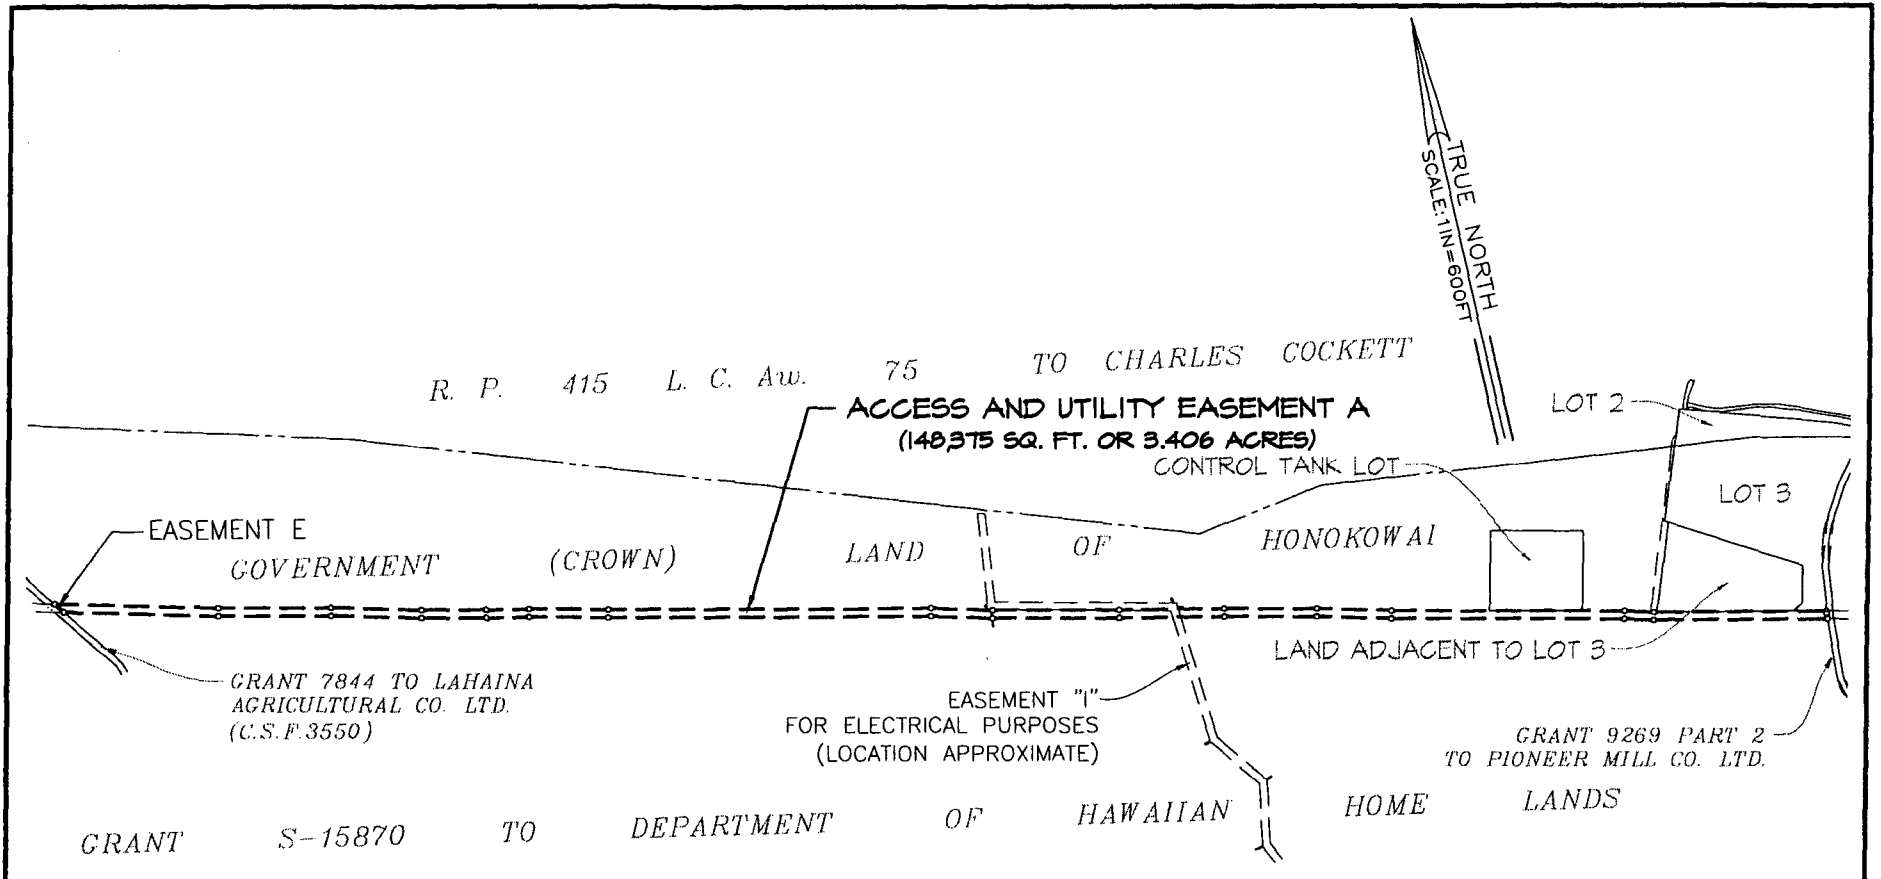 TRUE NORTH
SCALE: 1IN=600FT
R. P. 415 L. C. Aw. 75 TO CHARLES COCKETT
ACCESS AND UTILITY EASEMENT A
(148,375 SQ. FT. OR 3.406 ACRES)
LOT 2
CONTROL TANK LOT
LOT 3
EASEMENT E
GOVERNMENT (CROWN) LAND OF HONOKOWAI
LAND ADJACENT TO LOT 3
GRANT 7844 TO LAHAINA
AGRICULTURAL CO. LTD.
(C.S.F.3550)
EASEMENT "1"
FOR ELECTRICAL PURPOSES
(LOCATION APPROXIMATE)
GRANT 9269 PART 2
TO PIONEER MILL CO. LTD.
GRANT S-15870 TO DEPARTMENT OF HAWAIIAN HOME LANDS